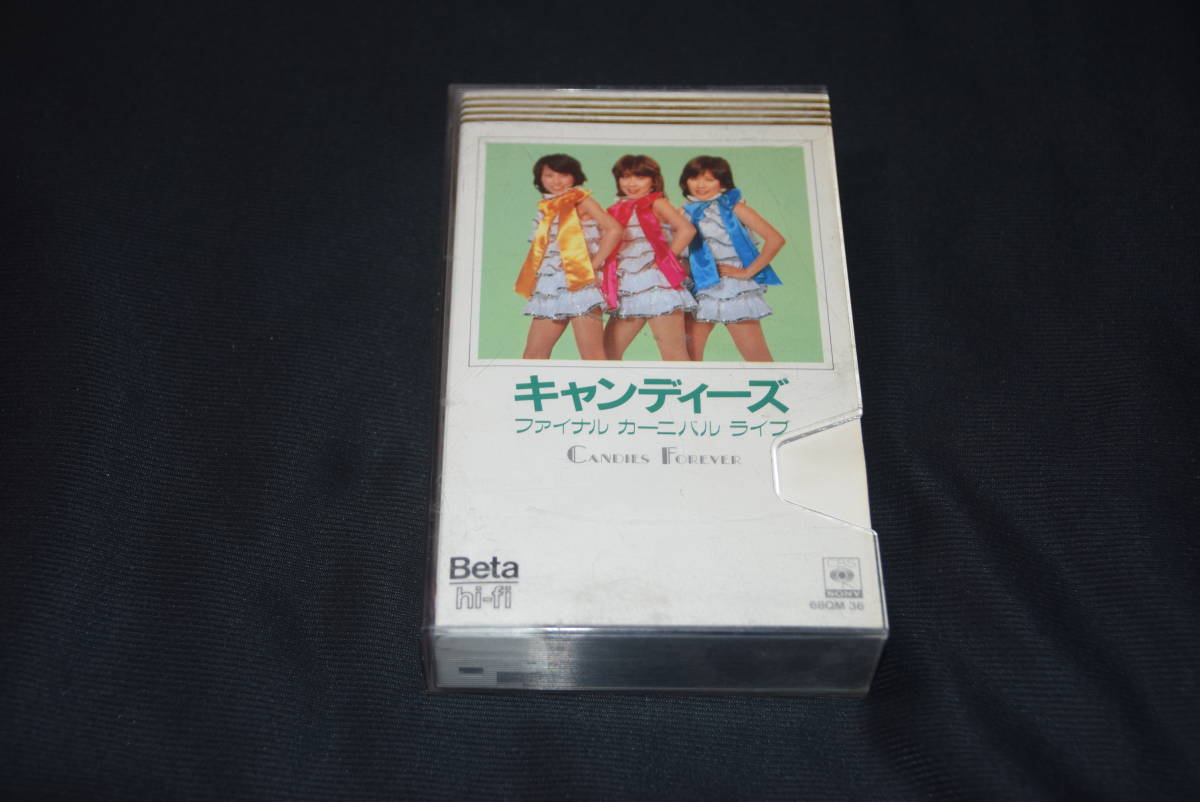 キャンディーズ
ファイナル カーニバル ライブ
CANDIES FOREVER
Beta
hi-fi
CBS
SONY
68QM 36